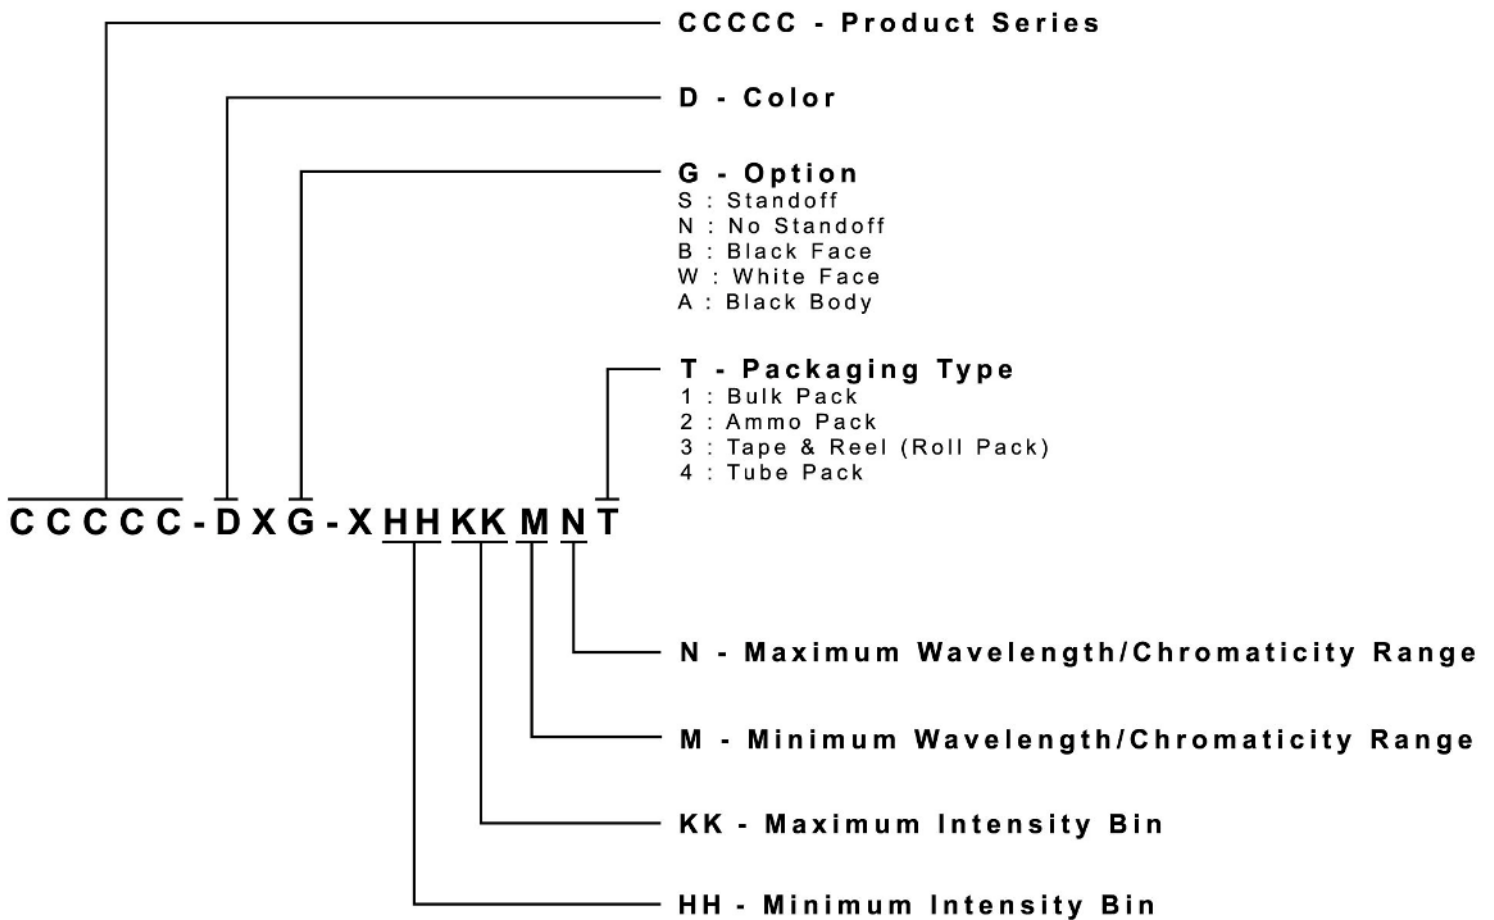 CCCCC - Product Series
D - Color
G - Option
S : Standoff
N : No Standoff
B : Black Face
W : White Face
A : Black Body
T - Packaging Type
1 : Bulk Pack
2 : Ammo Pack
3 : Tape & Reel (Roll Pack)
4 : Tube Pack
CCCCC-DXG-XHHKKMNT
N - Maximum Wavelength/Chromaticity Range
M - Minimum Wavelength/Chromaticity Range
KK - Maximum Intensity Bin
HH - Minimum Intensity Bin